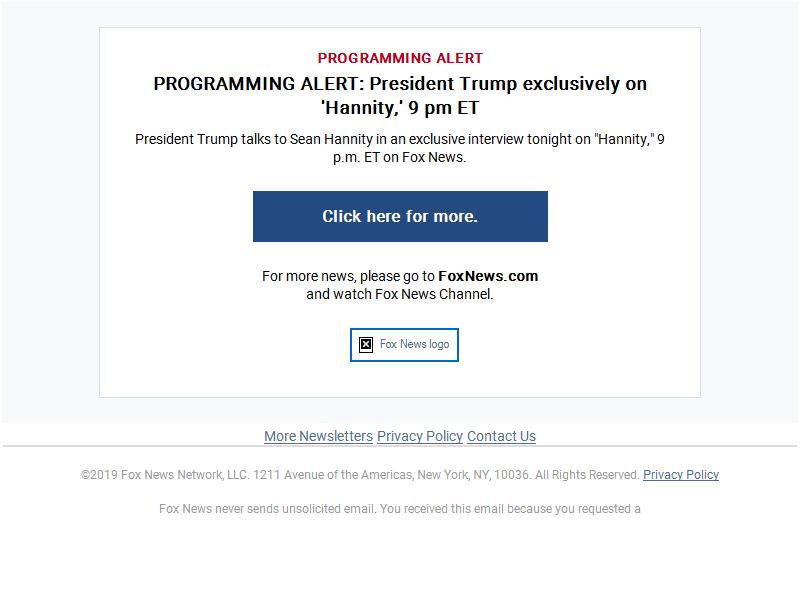 PROGRAMMING ALERT
PROGRAMMING ALERT: President Trump exclusively on
'Hannity,' 9 pm ET
President Trump talks to Sean Hannity in an exclusive interview tonight on "Hannity," 9
p.m. ET on Fox News.
Click here for more.
For more news, please go to FoxNews.com
and watch Fox News Channel.
Fox News logo
More Newsletters Privacy Policy Contact Us
©2019 Fox News Network, LLC. 1211 Avenue of the Americas, New York, NY, 10036. All Rights Reserved. Privacy Policy
Fox News never sends unsolicited email. You received this email because you requested a